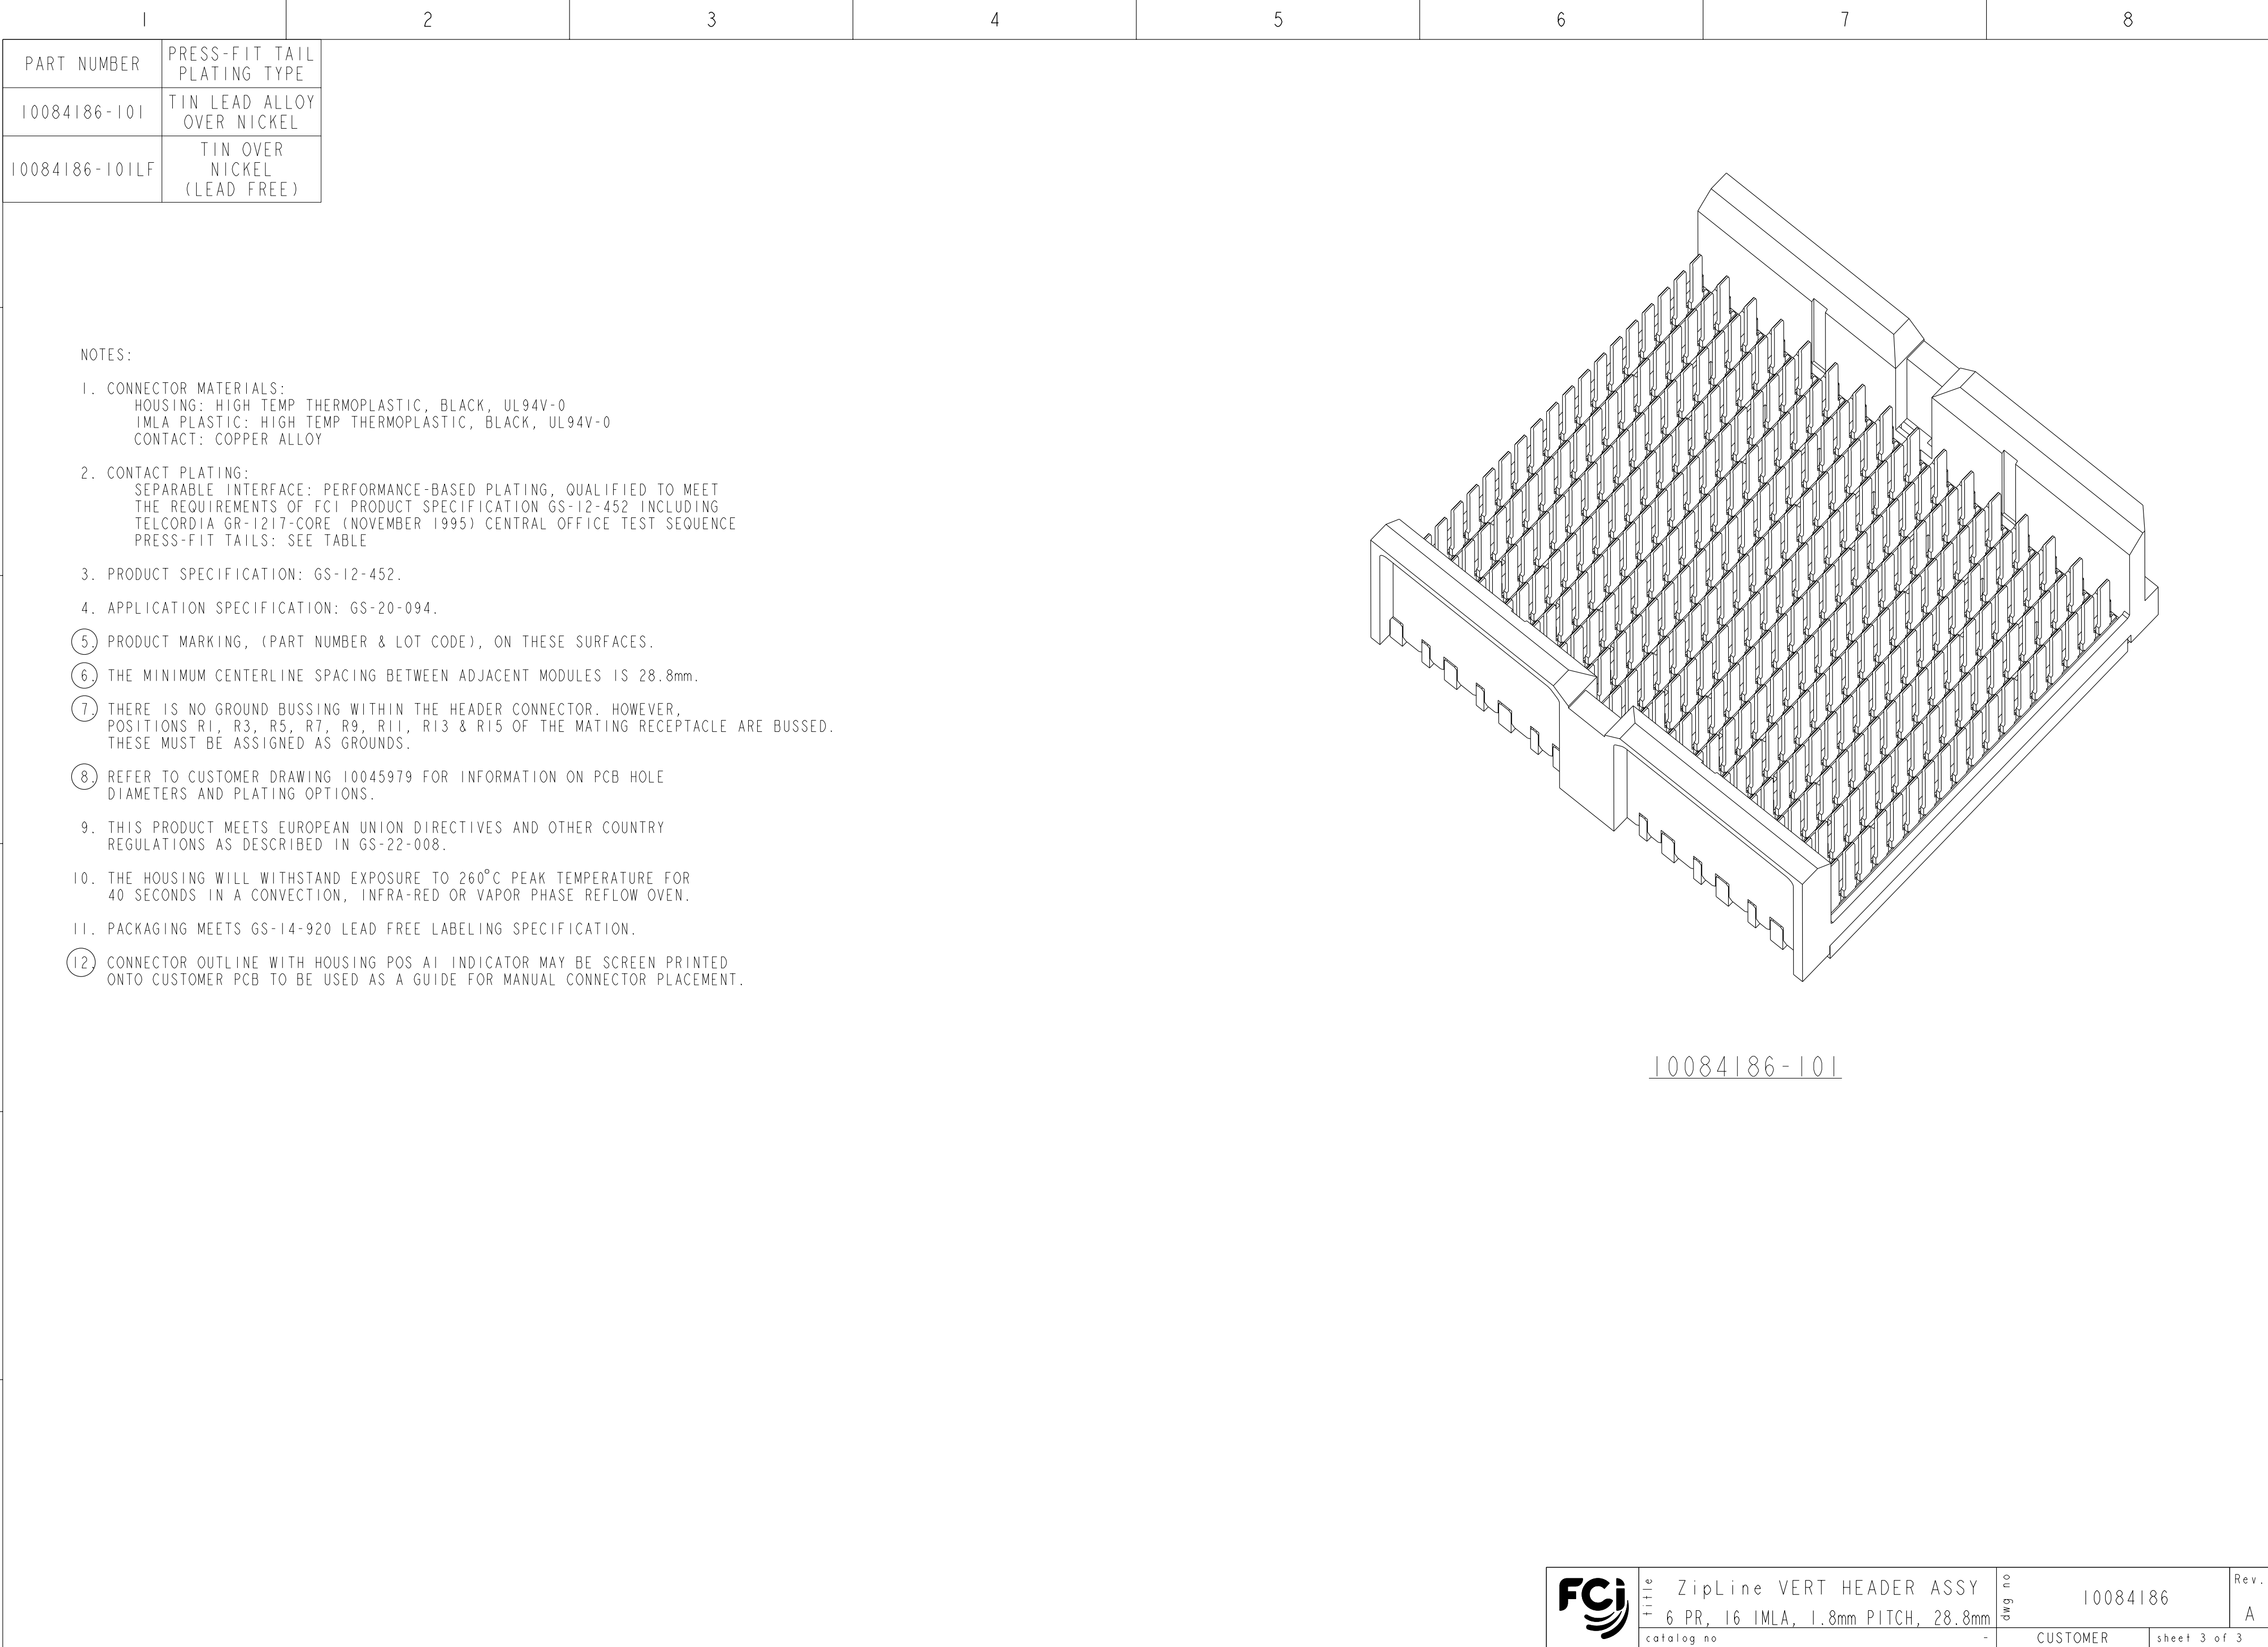 1 2 3 4 5 6 7 8
PART NUMBER
PRESS-FIT TAIL
PLATING TYPE
10084186-101
TIN LEAD ALLOY
OVER NICKEL
10084186-101LF
TIN OVER
NICKEL
(LEAD FREE)
NOTES:
1. CONNECTOR MATERIALS:
HOUSING: HIGH TEMP THERMOPLASTIC, BLACK, UL94V-0
IMLA PLASTIC: HIGH TEMP THERMOPLASTIC, BLACK, UL94V-0
CONTACT: COPPER ALLOY
2. CONTACT PLATING:
SEPARABLE INTERFACE: PERFORMANCE-BASED PLATING, QUALIFIED TO MEET
THE REQUIREMENTS OF FCI PRODUCT SPECIFICATION GS-12-452 INCLUDING
TELCORDIA GR-1217-CORE (NOVEMBER 1995) CENTRAL OFFICE TEST SEQUENCE
PRESS-FIT TAILS: SEE TABLE
3. PRODUCT SPECIFICATION: GS-12-452.
4. APPLICATION SPECIFICATION: GS-20-094.
5. PRODUCT MARKING, (PART NUMBER & LOT CODE), ON THESE SURFACES.
6. THE MINIMUM CENTERLINE SPACING BETWEEN ADJACENT MODULES IS 28.8mm.
7. THERE IS NO GROUND BUSSING WITHIN THE HEADER CONNECTOR. HOWEVER,
POSITIONS R1, R3, R5, R7, R9, R11, R13 & R15 OF THE MATING RECEPTACLE ARE BUSSED.
THESE MUST BE ASSIGNED AS GROUNDS.
8. REFER TO CUSTOMER DRAWING 10045979 FOR INFORMATION ON PCB HOLE
DIAMETERS AND PLATING OPTIONS.
9. THIS PRODUCT MEETS EUROPEAN UNION DIRECTIVES AND OTHER COUNTRY
REGULATIONS AS DESCRIBED IN GS-22-008.
10. THE HOUSING WILL WITHSTAND EXPOSURE TO 260°C PEAK TEMPERATURE FOR
40 SECONDS IN A CONVECTION, INFRA-RED OR VAPOR PHASE REFLOW OVEN.
11. PACKAGING MEETS GS-14-920 LEAD FREE LABELING SPECIFICATION.
12. CONNECTOR OUTLINE WITH HOUSING POS A1 INDICATOR MAY BE SCREEN PRINTED
ONTO CUSTOMER PCB TO BE USED AS A GUIDE FOR MANUAL CONNECTOR PLACEMENT.
10084186-101
FCi
title
ZipLine VERT HEADER ASSY
6 PR, 16 IMLA, 1.8mm PITCH, 28.8mm
dwg no
10084186
Rev.
A
catalog no -
CUSTOMER
sheet 3 of 3